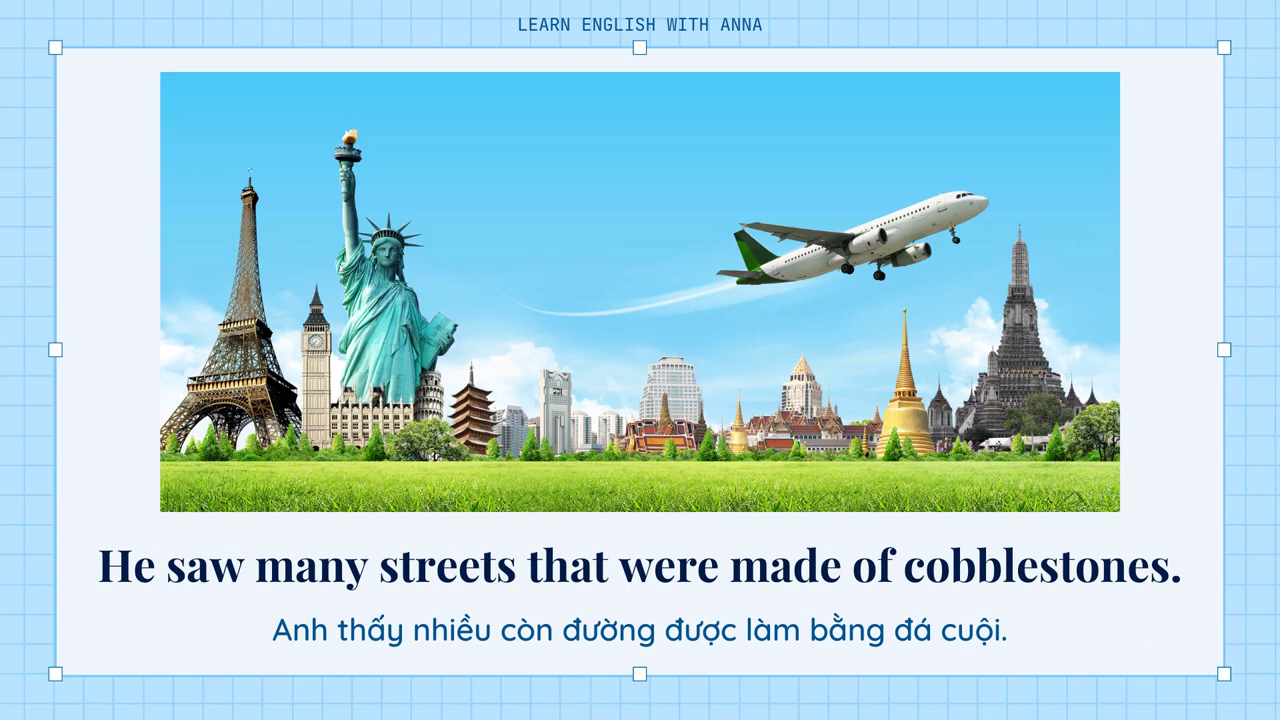 LEARN ENGLISH WITH ANNA
He saw many streets that were made of cobblestones.
Anh thấy nhiều còn đường được làm bằng đá cuội.